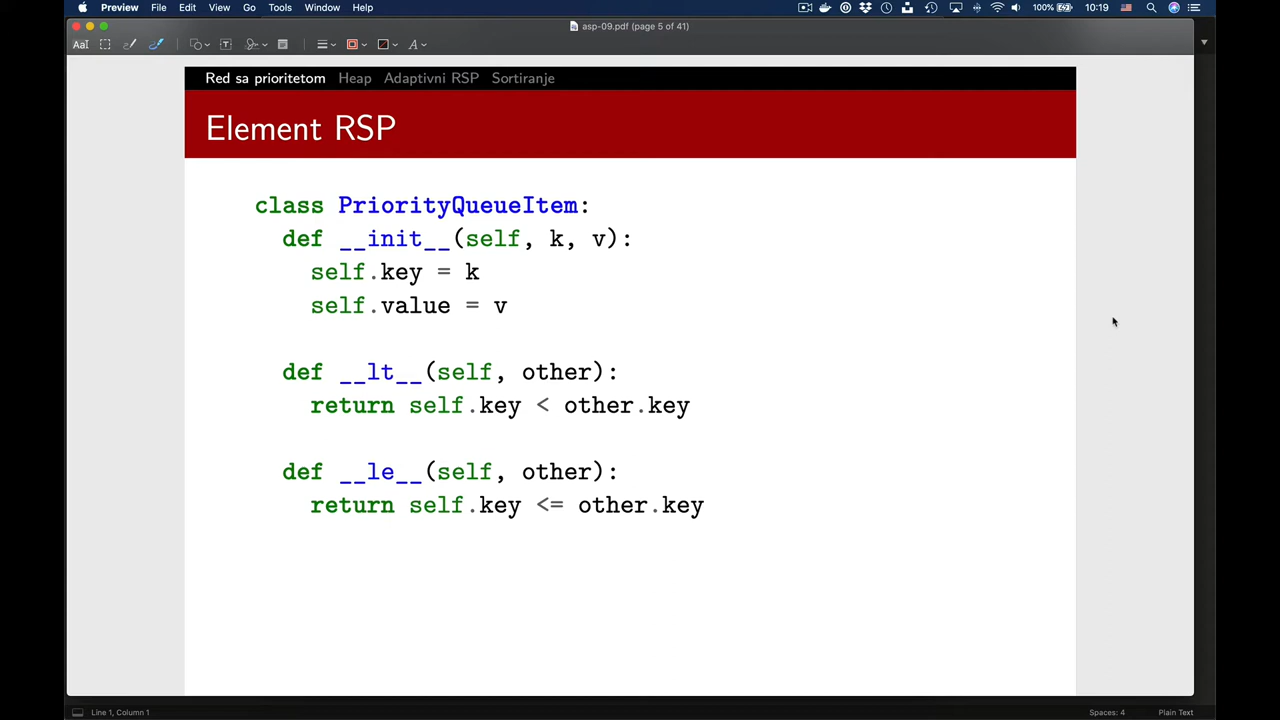 Preview File Edit View Go Tools Window Help 100% 10:19
asp-09.pdf (page 5 of 41)
AaI T A
Red sa prioritetom Heap Adaptivni RSP Sortiranje
Element RSP
class PriorityQueueItem:
def __init__(self, k, v):
self.key = k
self.value = v
def __lt__(self, other):
return self.key < other.key
def __le__(self, other):
return self.key <= other.key
Line 1, Column 1 Spaces: 4 Plain Text